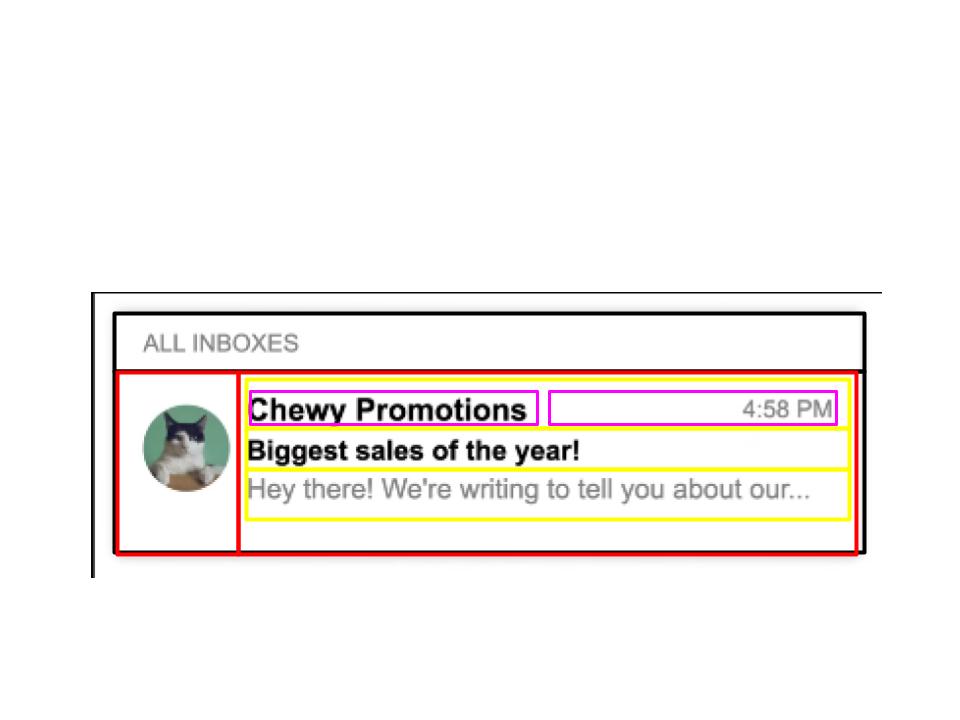 ALL INBOXES
Chewy Promotions 4:58 PM
Biggest sales of the year!
Hey there! We're writing to tell you about our...